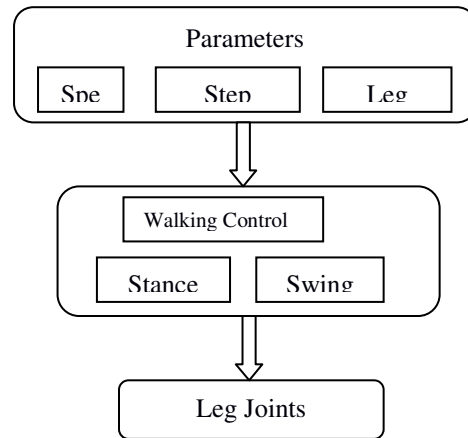 Parameters
Spe Step Leg
Walking Control
Stance Swing
Leg Joints